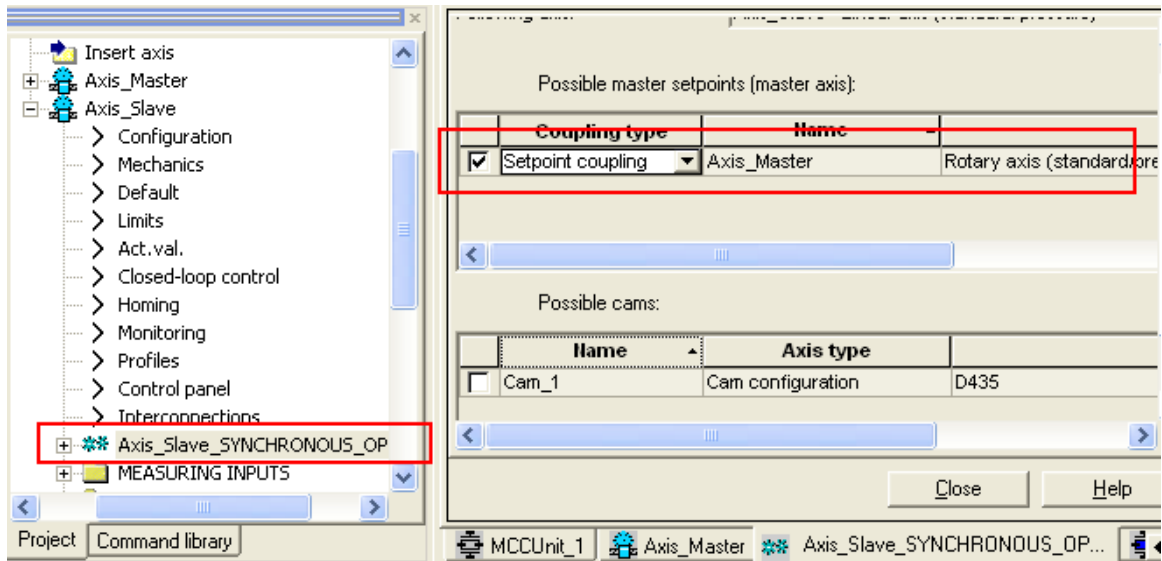 Insert axis
Axis_Master
Axis_Slave
Configuration
Mechanics
Default
Limits
Act.val.
Closed-loop control
Homing
Monitoring
Profiles
Control panel
Interconnections
Axis_Slave_SYNCHRONOUS_OP
MEASURING INPUTS
Project Command library
Possible master setpoints (master axis):
Coupling type Name
Setpoint coupling Axis_Master Rotary axis (standard/pre
Possible cams:
Name Axis type
Cam_1 Cam configuration D435
Close Help
MCCUnit_1 Axis_Master Axis_Slave_SYNCHRONOUS_OP...